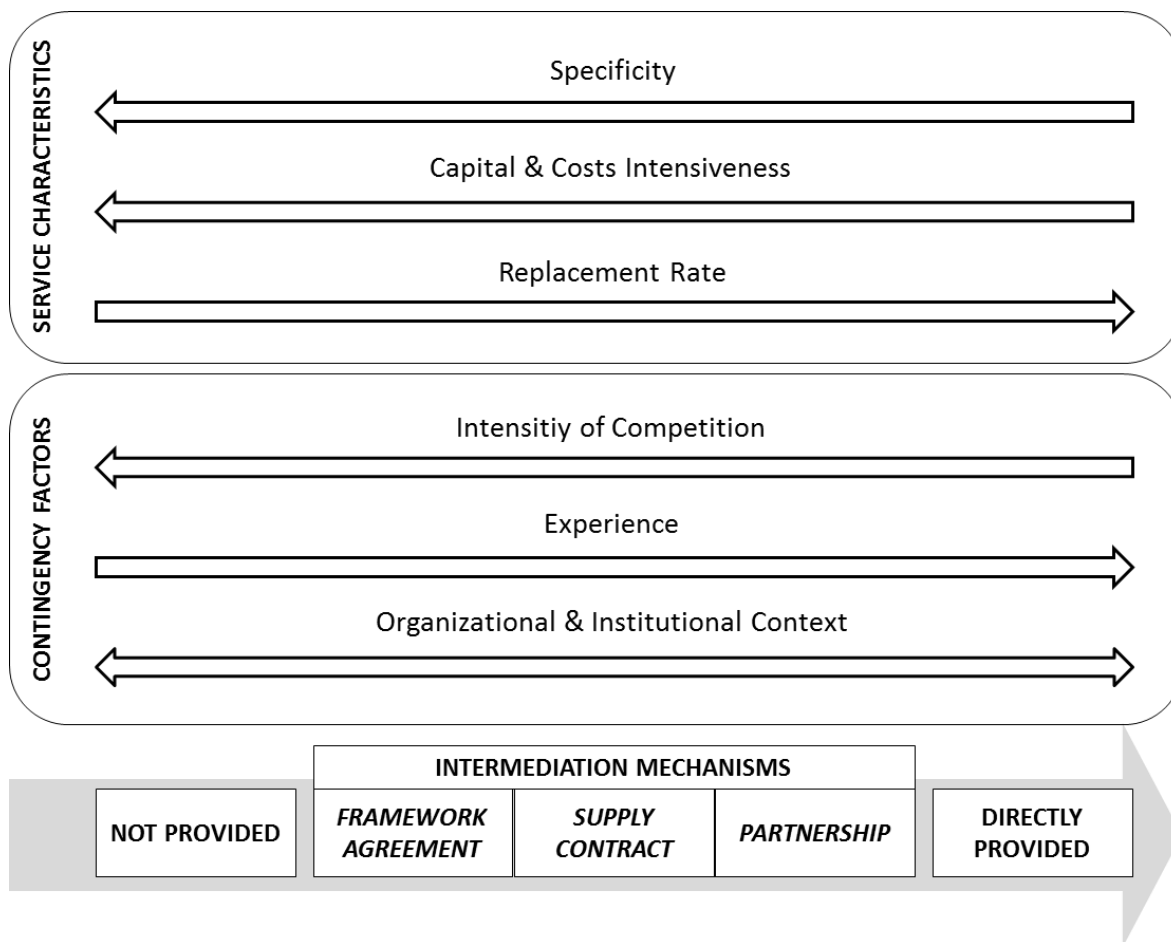 SERVICE CHARACTERISTICS
Specificity
Capital & Costs Intensiveness
Replacement Rate
CONTINGENCY FACTORS
Intensitiy of Competition
Experience
Organizational & Institutional Context
INTERMEDIATION MECHANISMS
NOT PROVIDED
FRAMEWORK
AGREEMENT
SUPPLY
CONTRACT
PARTNERSHIP
DIRECTLY
PROVIDED